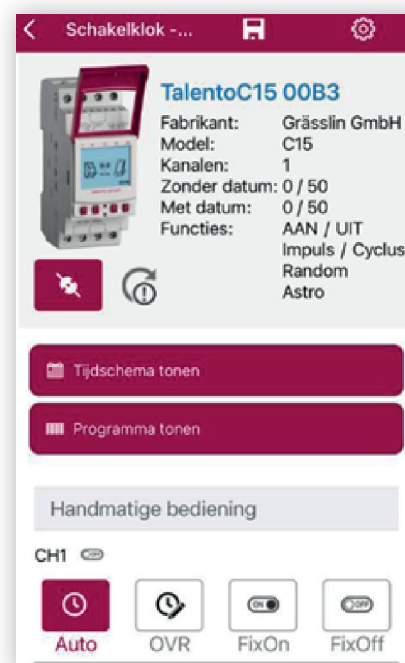 Schakelklok -...
TalentoC15 00B3
Fabrikant: Grässlin GmbH
Model: C15
Kanalen: 1
Zonder datum: 0 / 50
Met datum: 0 / 50
Functies: AAN / UIT
Impuls / Cyclus
Random
Astro
Tijdschema tonen
Programma tonen
Handmatige bediening
CH1 OFF
ON OFF
Auto OVR FixOn FixOff